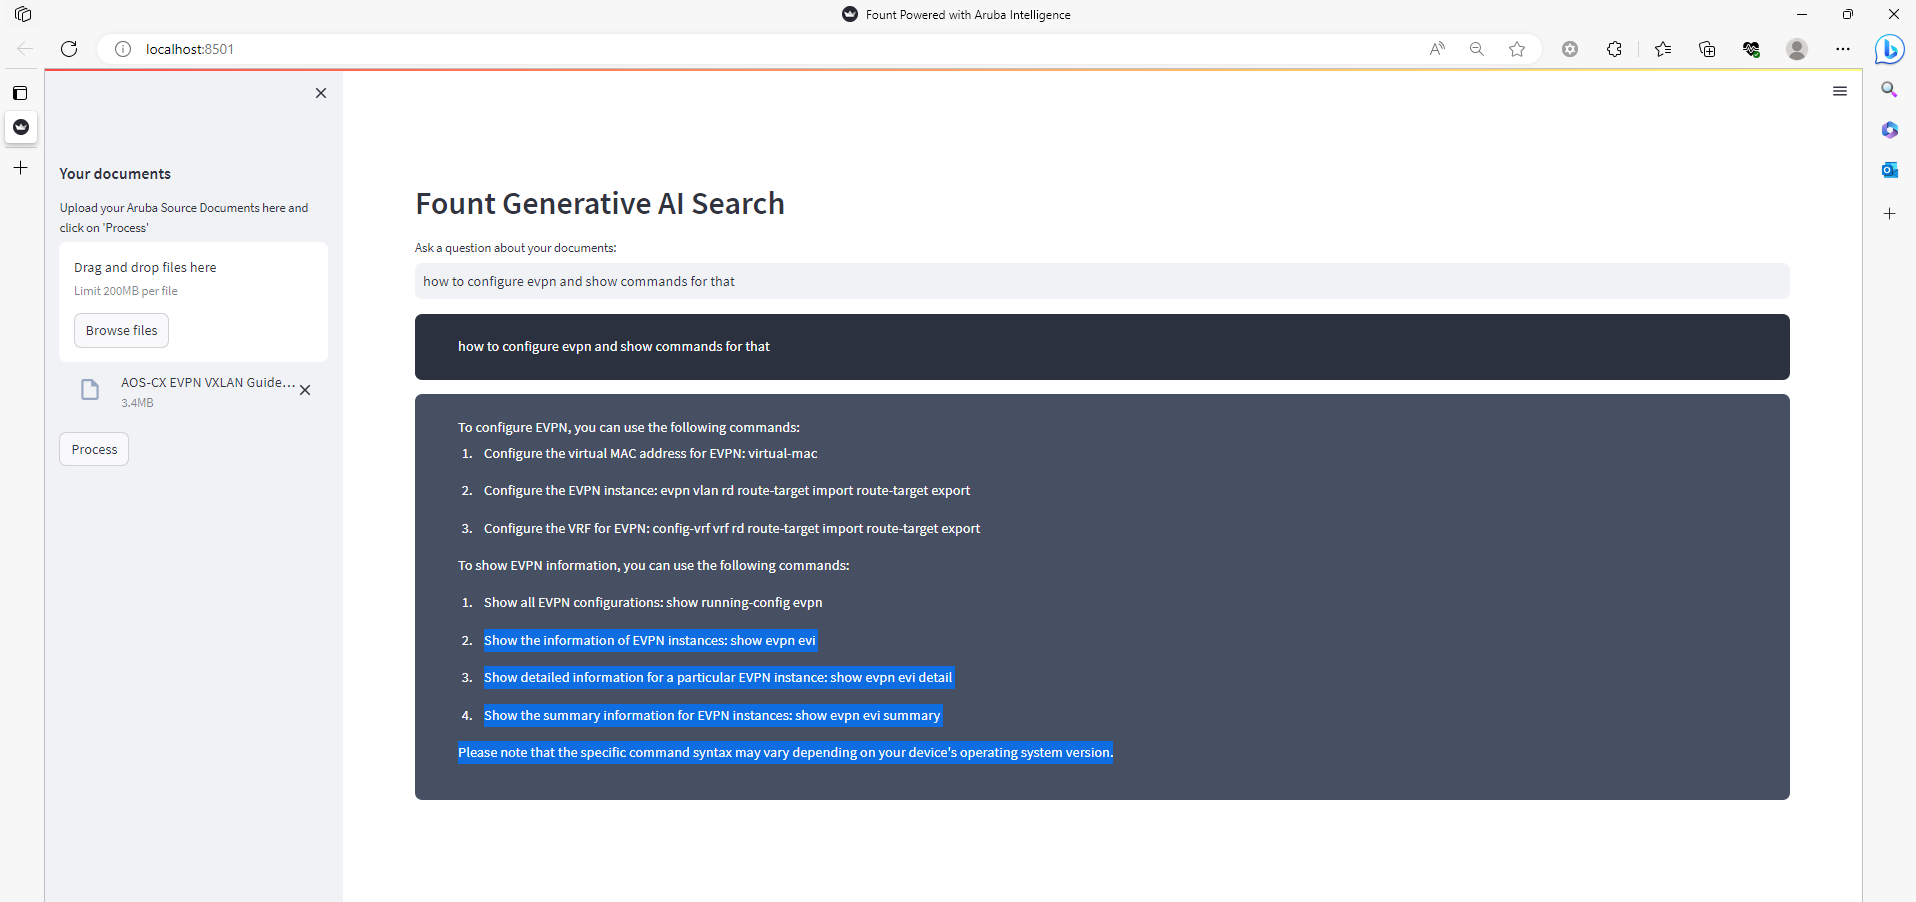 Fount Powered with Aruba Intelligence
localhost:8501
Your documents
Upload your Aruba Source Documents here and
click on 'Process'
Drag and drop files here
Limit 200MB per file
Browse files
AOS-CX EVPN VXLAN Guide...
3.4MB
Process
Fount Generative AI Search
Ask a question about your documents:
how to configure evpn and show commands for that
how to configure evpn and show commands for that
To configure EVPN, you can use the following commands:
1. Configure the virtual MAC address for EVPN: virtual-mac
2. Configure the EVPN instance: evpn vlan rd route-target import route-target export
3. Configure the VRF for EVPN: config-vrf vrf rd route-target import route-target export
To show EVPN information, you can use the following commands:
1. Show all EVPN configurations: show running-config evpn
2. Show the information of EVPN instances: show evpn evi
3. Show detailed information for a particular EVPN instance: show evpn evi detail
4. Show the summary information for EVPN instances: show evpn evi summary
Please note that the specific command syntax may vary depending on your device's operating system version.